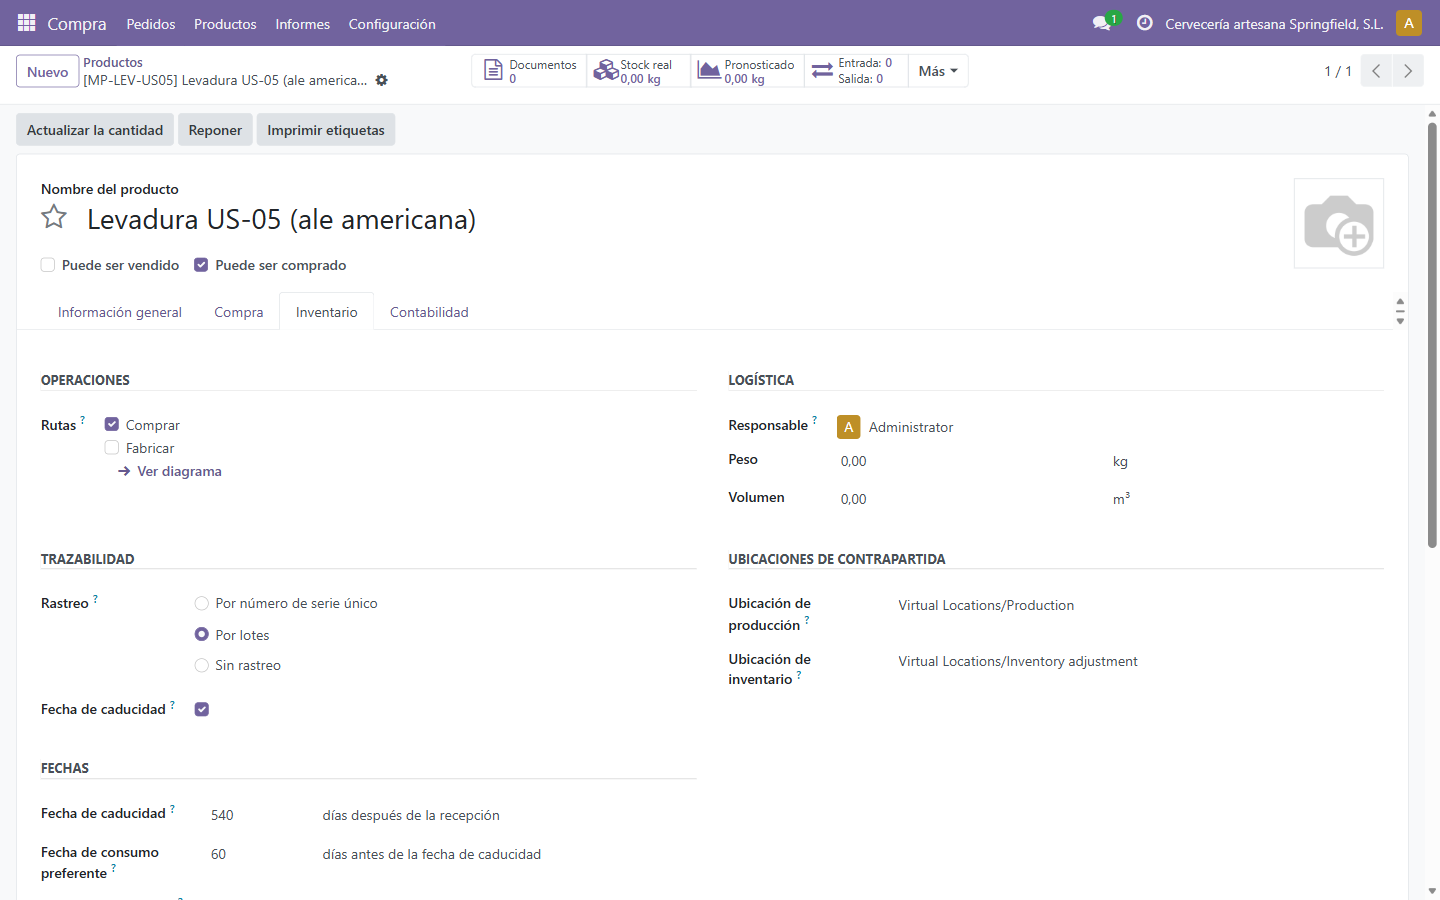 Compra
Pedidos
Productos
Informes
Configuración
1
Cervecería artesana Springfield, S.L.
A
Nuevo
Productos
[MP-LEV-US05] Levadura US-05 (ale america...
Documentos
0
Stock real
0,00 kg
Pronosticado
0,00 kg
Entrada: 0
Salida: 0
Más
1 / 1
Actualizar la cantidad
Reponer
Imprimir etiquetas
Nombre del producto
Levadura US-05 (ale americana)
Puede ser vendido
Puede ser comprado
Información general
Compra
Inventario
Contabilidad
OPERACIONES
Rutas ?
Comprar
Fabricar
Ver diagrama
LOGÍSTICA
Responsable ?
A Administrator
Peso
0,00
kg
Volumen
0,00
m³
TRAZABILIDAD
Rastreo ?
Por número de serie único
Por lotes
Sin rastreo
Fecha de caducidad ?
UBICACIONES DE CONTRAPARTIDA
Ubicación de
producción ?
Virtual Locations/Production
Ubicación de
inventario ?
Virtual Locations/Inventory adjustment
FECHAS
Fecha de caducidad ?
540
días después de la recepción
Fecha de consumo
preferente ?
60
días antes de la fecha de caducidad